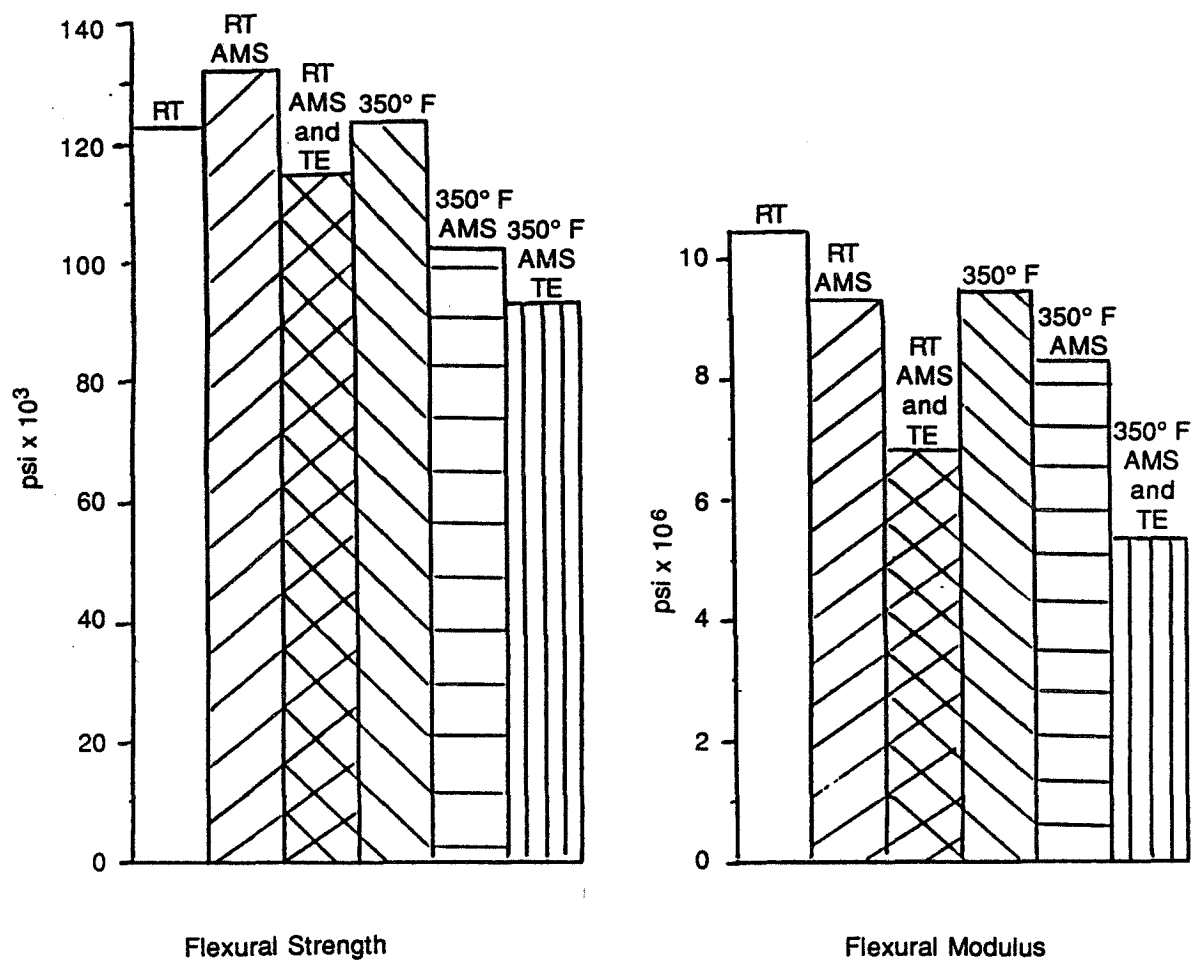 140
120
100
80
60
40
20
0
psi x 10³
RT
RT
AMS
RT
AMS
and
TE
350° F
350° F
AMS
350° F
AMS
TE
Flexural Strength
10
8
6
4
2
0
psi x 10⁶
RT
RT
AMS
RT
AMS
and
TE
350° F
350° F
AMS
350° F
AMS
and
TE
Flexural Modulus